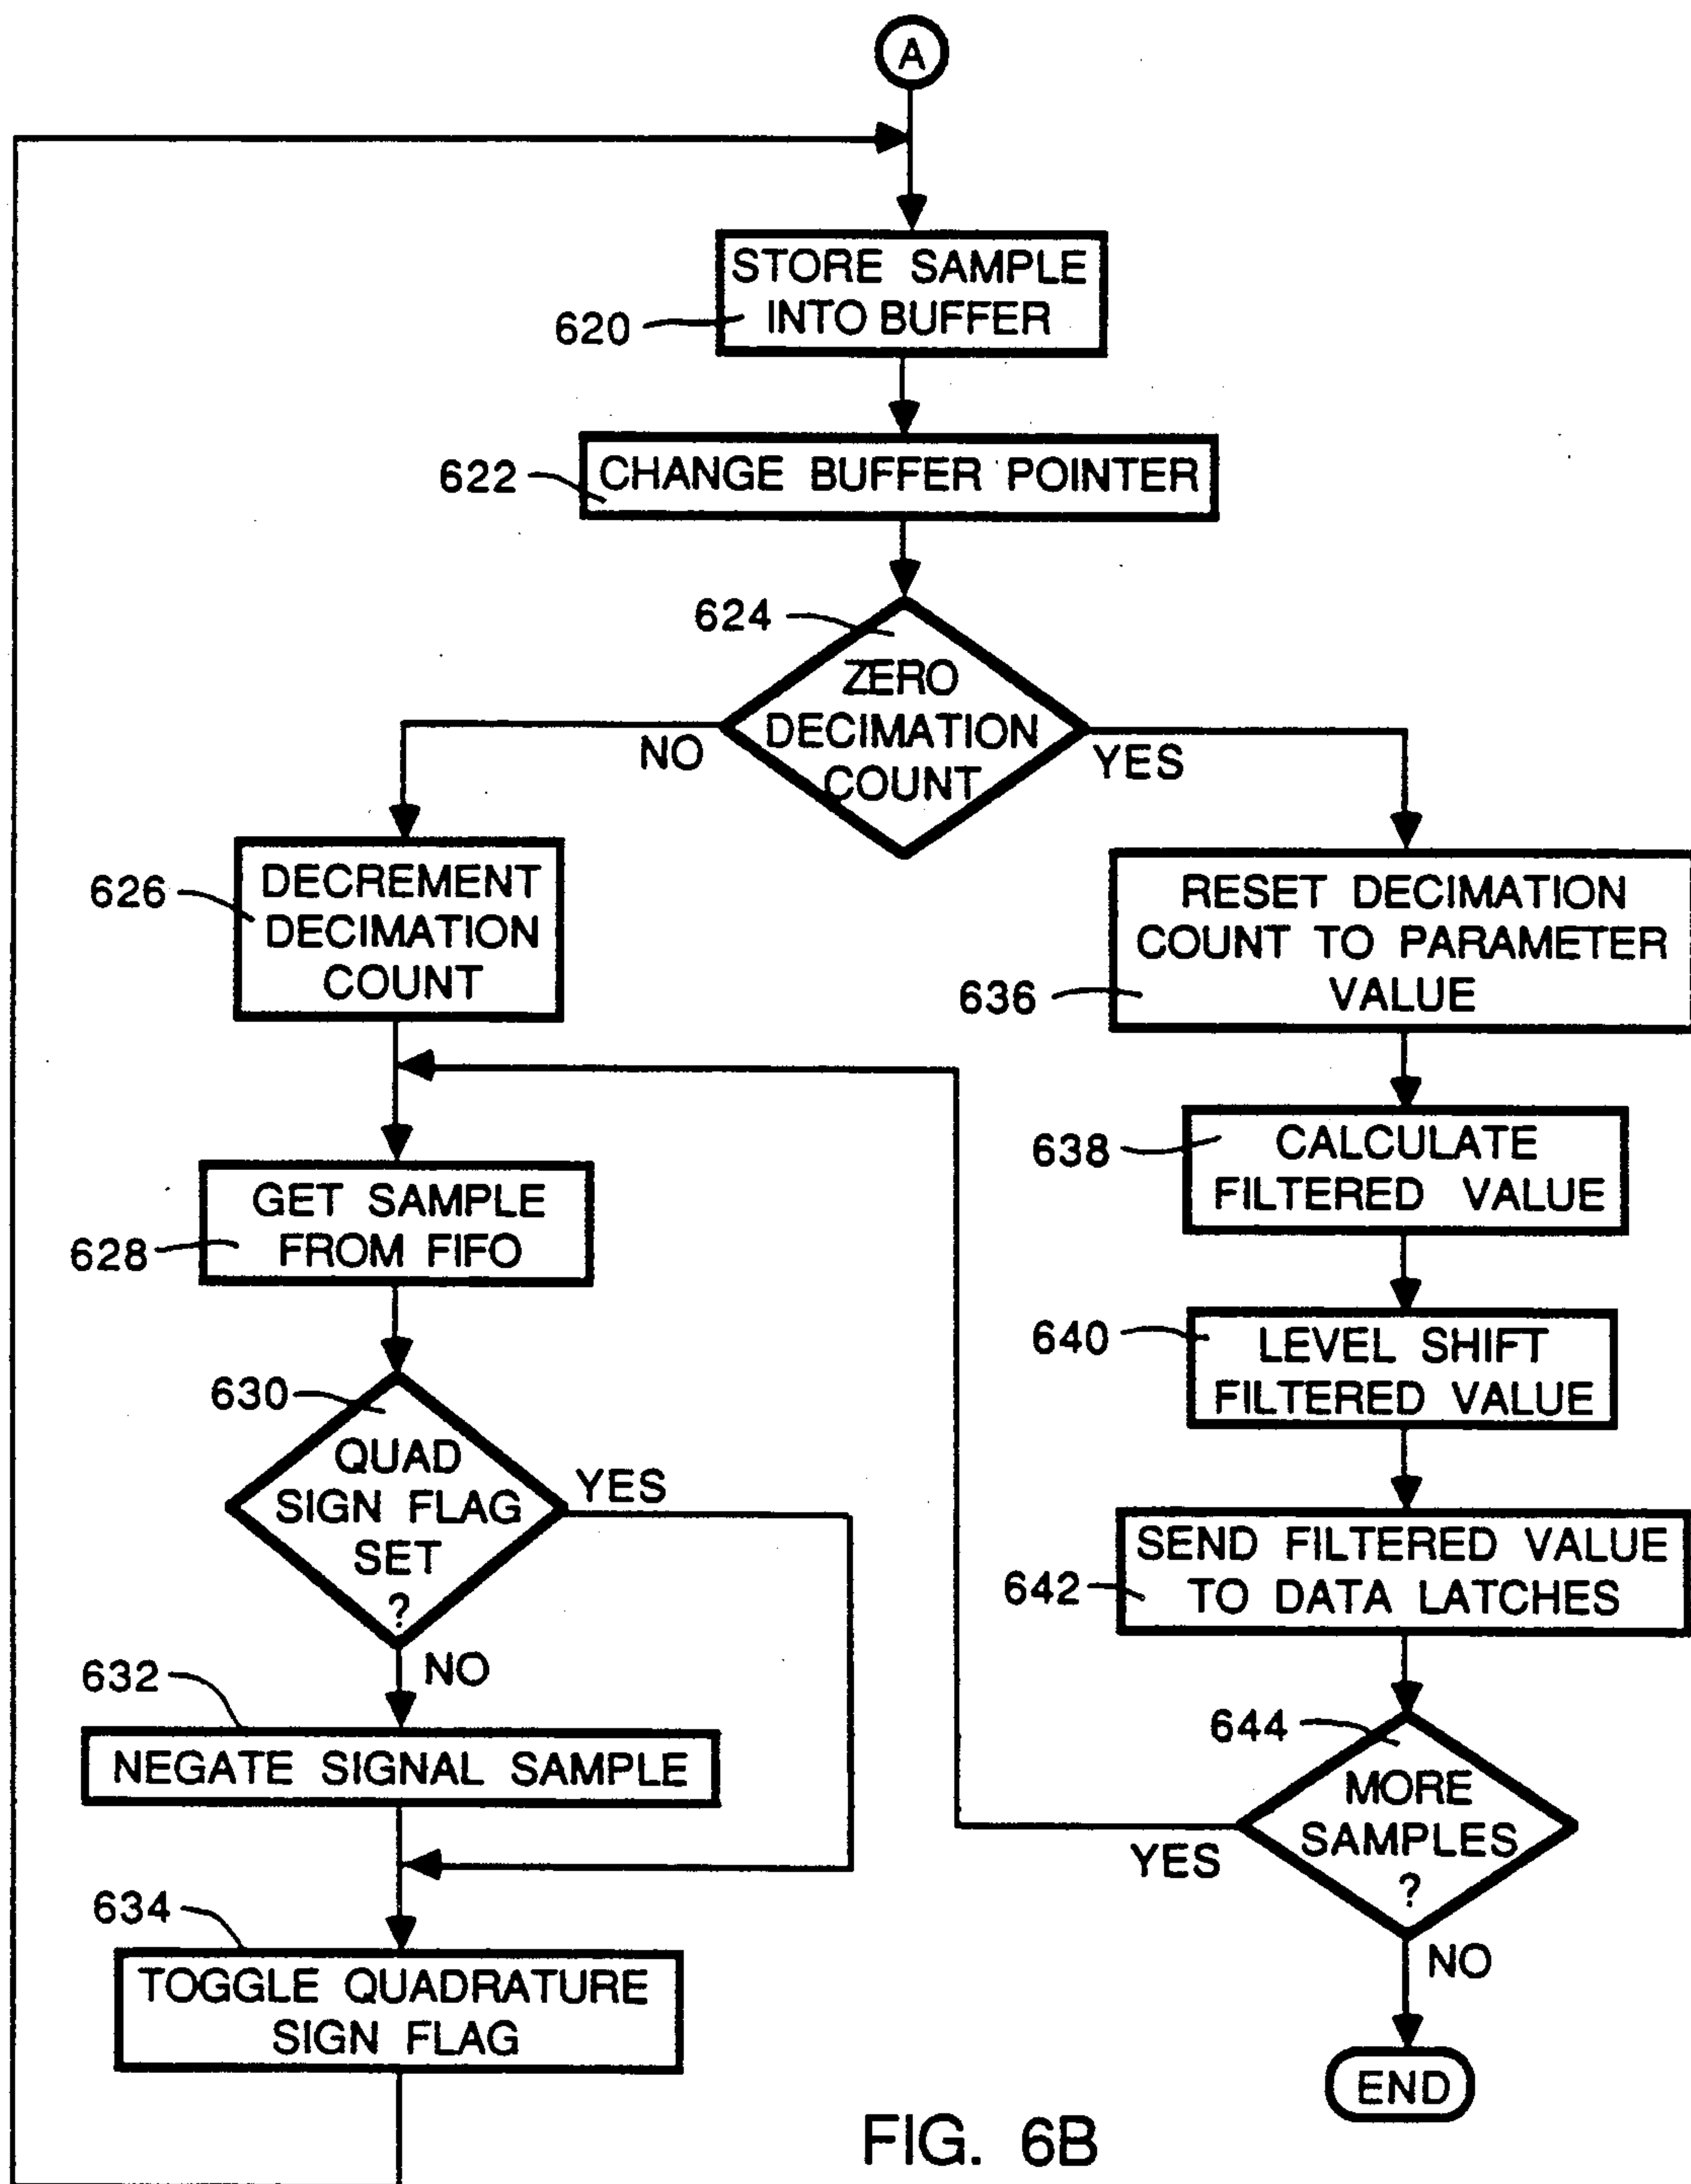 A
STORE SAMPLE
INTO BUFFER
620
CHANGE BUFFER POINTER
622
624
ZERO
DECIMATION
COUNT
NO
YES
DECREMENT
DECIMATION
COUNT
626
RESET DECIMATION
COUNT TO PARAMETER
VALUE
636
GET SAMPLE
FROM FIFO
628
CALCULATE
FILTERED VALUE
638
LEVEL SHIFT
FILTERED VALUE
640
630
QUAD
SIGN FLAG
SET
?
YES
NO
SEND FILTERED VALUE
TO DATA LATCHES
642
632
NEGATE SIGNAL SAMPLE
644
MORE
SAMPLES
?
YES
NO
634
TOGGLE QUADRATURE
SIGN FLAG
END
FIG. 6B